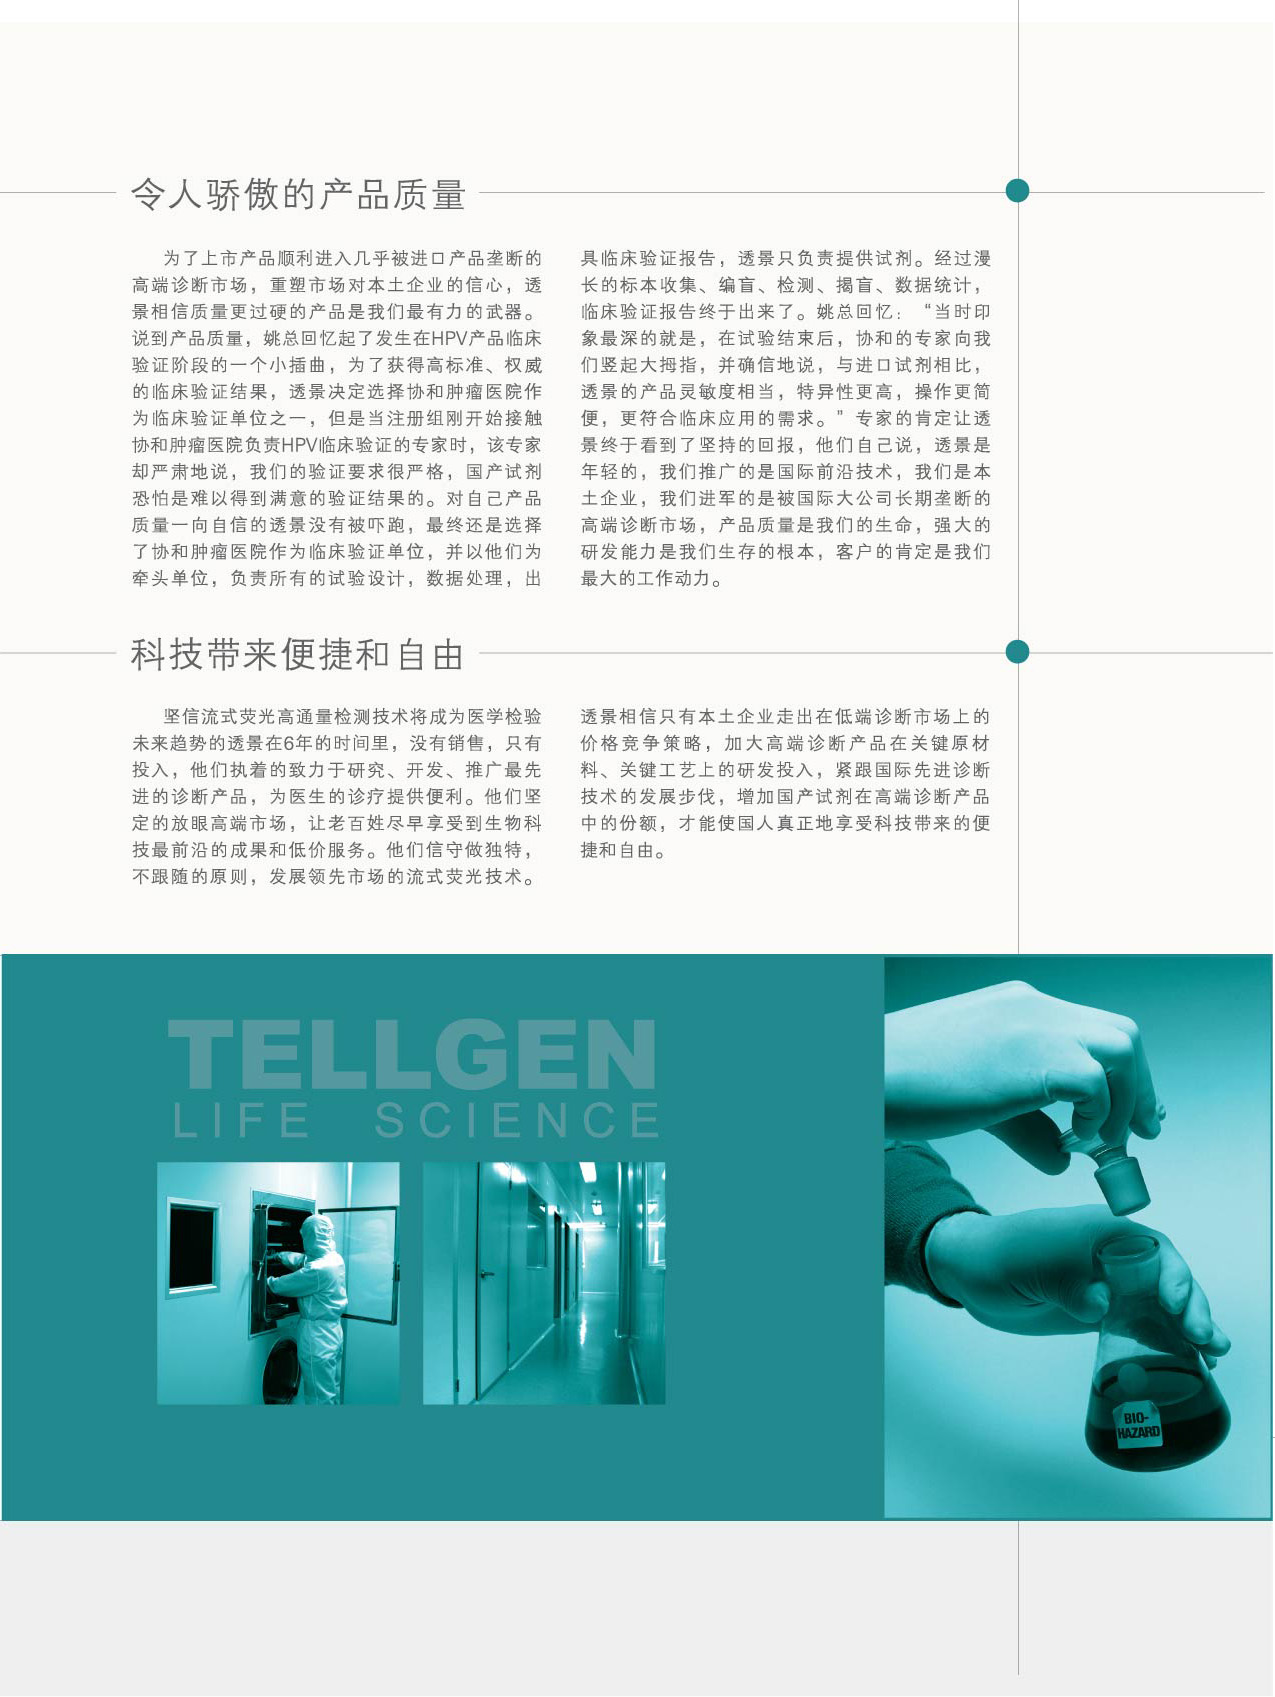 令人骄傲的产品质量
为了上市产品顺利进入几乎被进口产品垄断的
高端诊断市场，重塑市场对本土企业的信心，透
景相信质量更过硬的产品是我们最有力的武器。
说到产品质量，姚总回忆起了发生在HPV产品临床
验证阶段的一个小插曲，为了获得高标准、权威
的临床验证结果，透景决定选择协和肿瘤医院作
为临床验证单位之一，但是当注册组刚开始接触
协和肿瘤医院负责HPV临床验证的专家时，该专家
却严肃地说，我们的验证要求很严格，国产试剂
恐怕是难以得到满意的验证结果的。对自己产品
质量一向自信的透景没有被吓跑，最终还是选择
了协和肿瘤医院作为临床验证单位，并以他们为
牵头单位，负责所有的试验设计，数据处理，出
具临床验证报告，透景只负责提供试剂。经过漫
长的标本收集、编盲、检测、揭盲、数据统计，
临床验证报告终于出来了。姚总回忆：“当时印
象最深的就是，在试验结束后，协和的专家向我
们竖起大拇指，并确信地说，与进口试剂相比，
透景的产品灵敏度相当，特异性更高，操作更简
便，更符合临床应用的需求。”专家的肯定让透
景终于看到了坚持的回报，他们自己说，透景是
年轻的，我们推广的是国际前沿技术，我们是本
土企业，我们进军的是被国际大公司长期垄断的
高端诊断市场，产品质量是我们的生命，强大的
研发能力是我们生存的根本，客户的肯定是我们
最大的工作动力。
科技带来便捷和自由
坚信流式荧光高通量检测技术将成为医学检验
未来趋势的透景在6年的时间里，没有销售，只有
投入，他们执着的致力于研究、开发、推广最先
进的诊断产品，为医生的诊疗提供便利。他们坚
定的放眼高端市场，让老百姓尽早享受到生物科
技最前沿的成果和低价服务。他们信守做独特，
不跟随的原则，发展领先市场的流式荧光技术。
透景相信只有本土企业走出在低端诊断市场上的
价格竞争策略，加大高端诊断产品在关键原材
料、关键工艺上的研发投入，紧跟国际先进诊断
技术的发展步伐，增加国产试剂在高端诊断产品
中的份额，才能使国人真正地享受科技带来的便
捷和自由。
TELLGEN
LIFE SCIENCE
BIO-
HAZARD